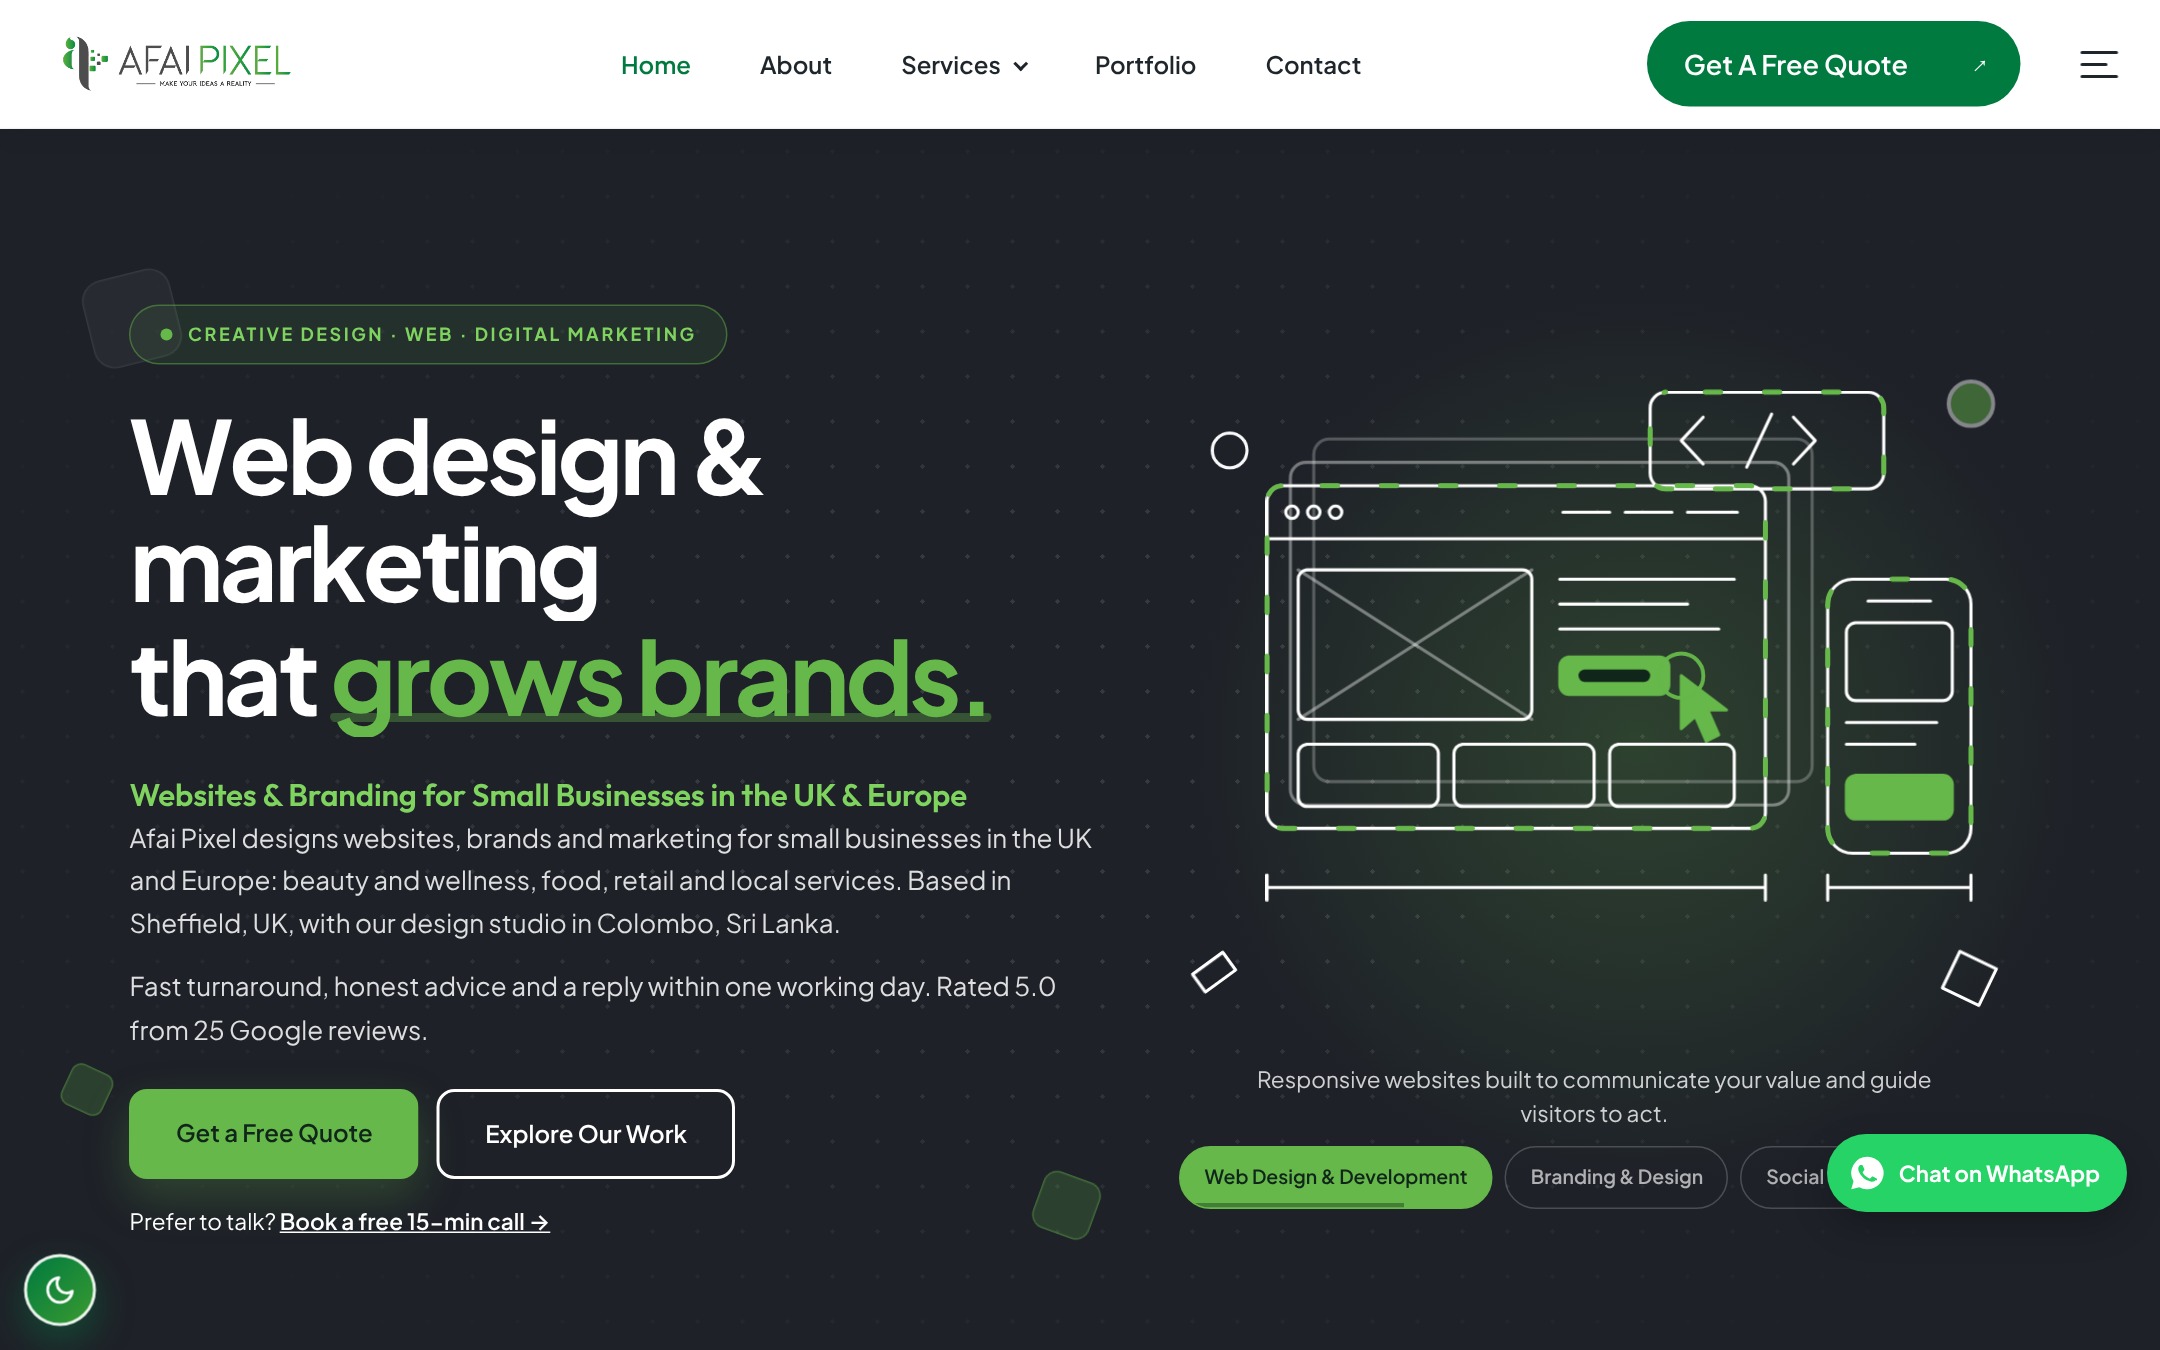 AFAI PIXEL
MAKE YOUR IDEAS A REALITY
Home
About
Services
Portfolio
Contact
Get A Free Quote ↗
CREATIVE DESIGN · WEB · DIGITAL MARKETING
Web design &
marketing
that grows brands.
Websites & Branding for Small Businesses in the UK & Europe
Afai Pixel designs websites, brands and marketing for small businesses in the UK
and Europe: beauty and wellness, food, retail and local services. Based in
Sheffield, UK, with our design studio in Colombo, Sri Lanka.
Fast turnaround, honest advice and a reply within one working day. Rated 5.0
from 25 Google reviews.
Get a Free Quote
Explore Our Work
Prefer to talk? Book a free 15-min call →
</>
Responsive websites built to communicate your value and guide
visitors to act.
Web Design & Development
Branding & Design
Social
Chat on WhatsApp